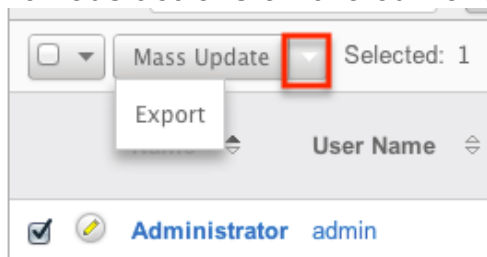 Mass Update Selected: 1
Export
User Name
Administrator admin